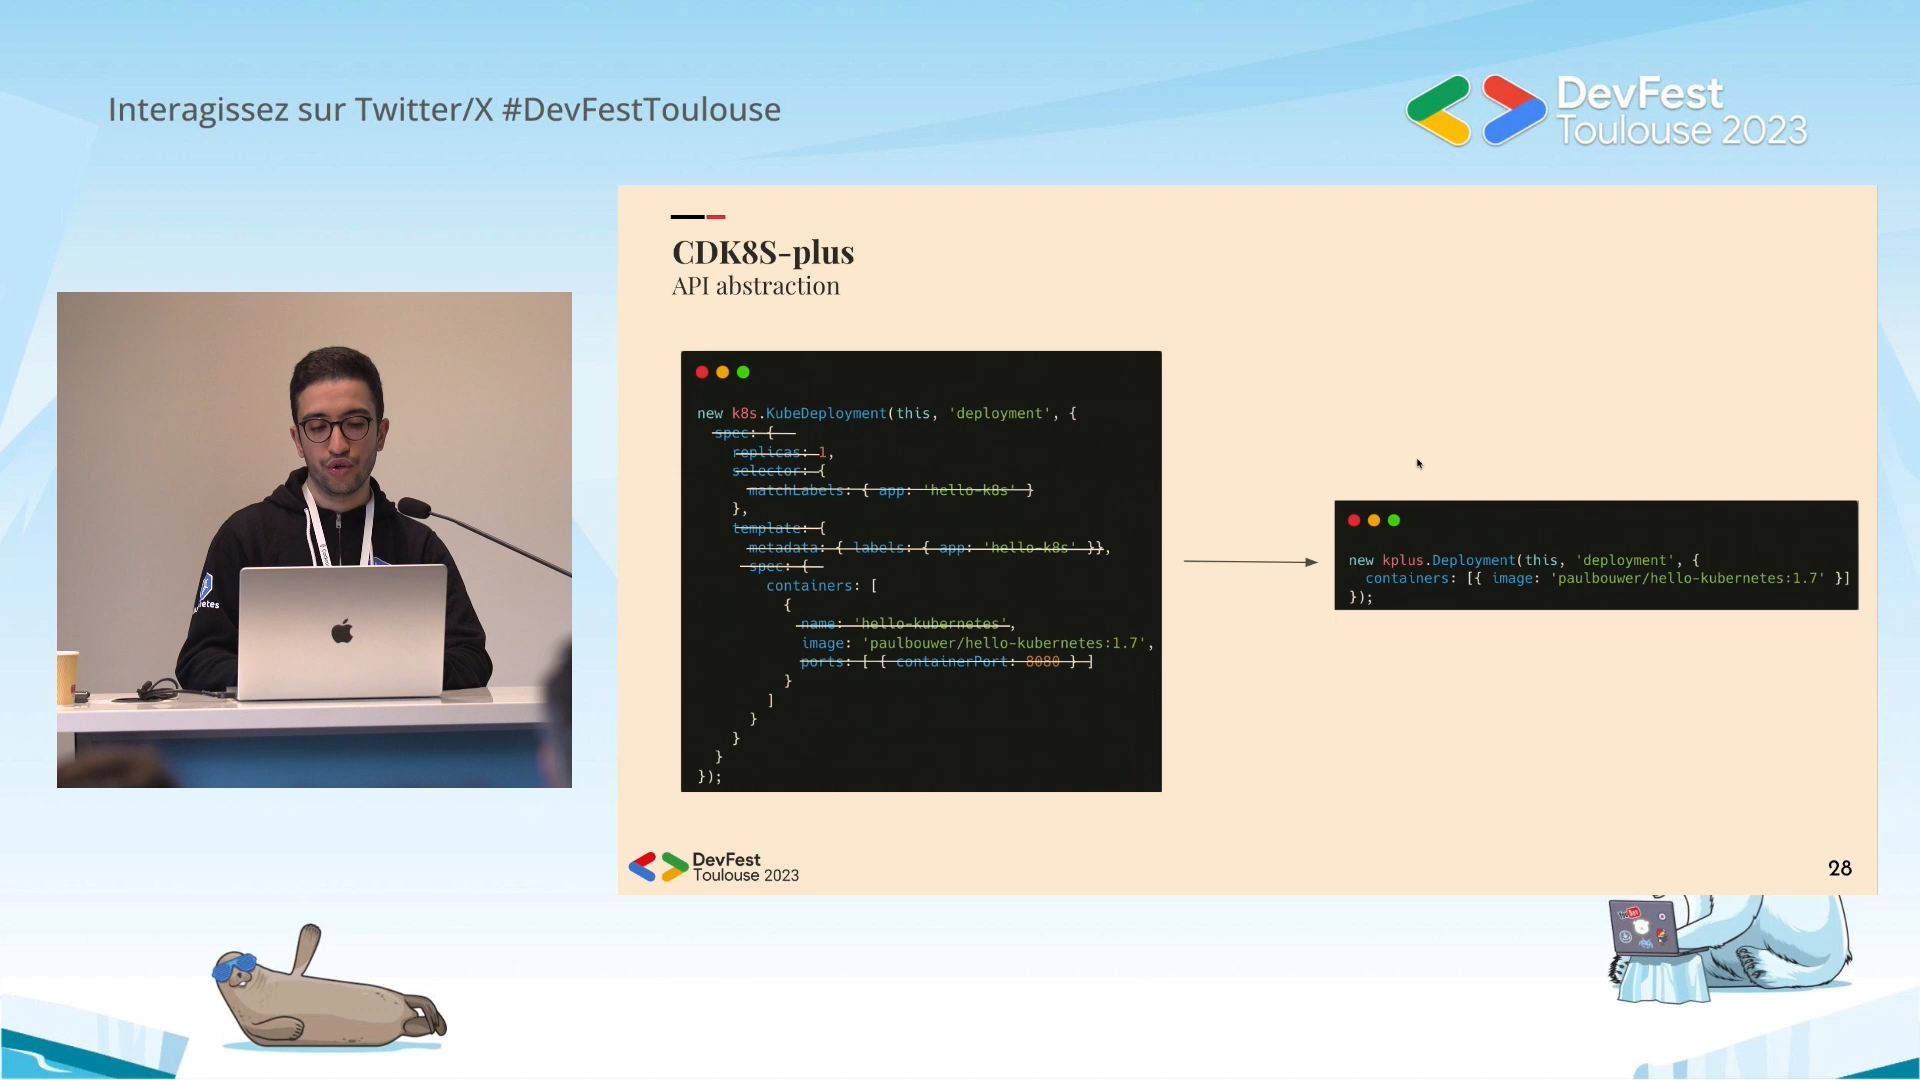 Interagissez sur Twitter/X #DevFestToulouse
DevFest
Toulouse 2023
CDK8S-plus
API abstraction
new k8s.KubeDeployment(this, 'deployment', {
spec: {
replicas: 1,
selector: {
matchLabels: { app: 'hello-k8s' }
},
template: {
metadata: { labels: { app: 'hello-k8s' }},
spec: {
containers: [
{
name: 'hello-kubernetes',
image: 'paulbouwer/hello-kubernetes:1.7',
ports: [ { containerPort: 8080 } ]
}
]
}
}
}
});
new kplus.Deployment(this, 'deployment', {
containers: [{ image: 'paulbouwer/hello-kubernetes:1.7' }]
});
DevFest
Toulouse 2023
28